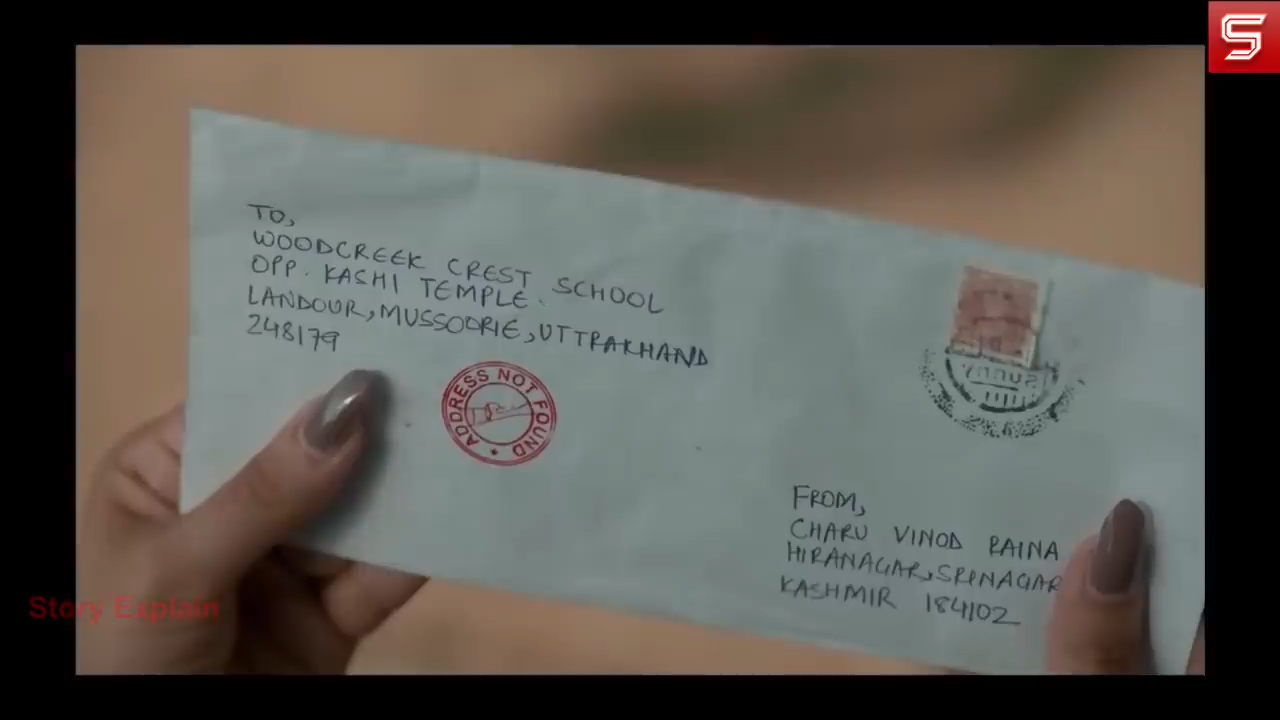 S
TO,
WOODCREEK CREST SCHOOL
OPP. KASHI TEMPLE.
LANDOUR, MUSSOORIE, UTTRAKHAND
248179
ADDRESS NOT FOUND
FROM,
CHARU VINOD RAINA
HIRANAGAR, SRINAGAR
KASHMIR 184102
Story Explain